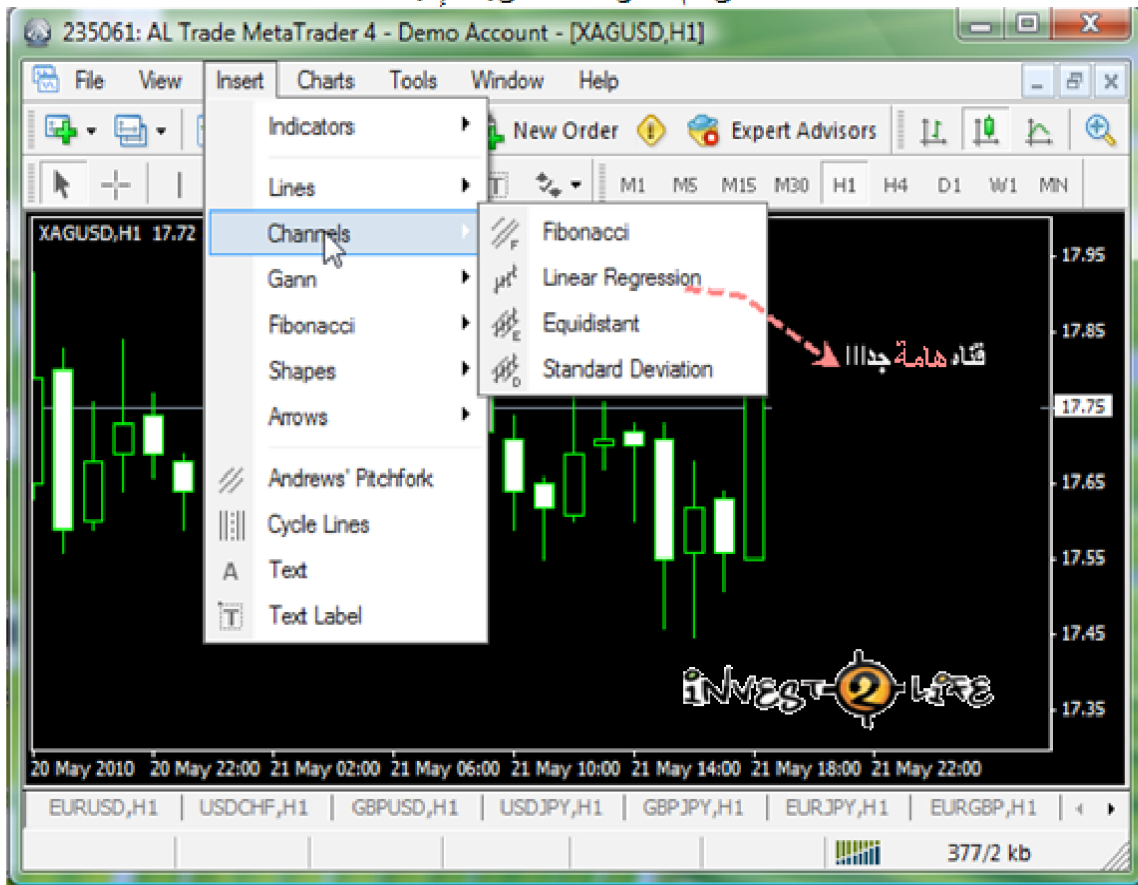 235061: AL Trade MetaTrader 4 - Demo Account - [XAGUSD,H1]
File View Insert Charts Tools Window Help
New Order Expert Advisors
T M1 M5 M15 M30 H1 H4 D1 W1 MN
XAGUSD,H1 17.72
Indicators
Lines
Channels
Gann
Fibonacci
Shapes
Arrows
Andrews' Pitchfork
Cycle Lines
A Text
T Text Label
Fibonacci
Linear Regression
Equidistant
Standard Deviation
قناه هامة جداااا
17.95
17.85
17.75
17.65
17.55
17.45
17.35
iNVEST-2-LiFE
20 May 2010 20 May 22:00 21 May 02:00 21 May 06:00 21 May 10:00 21 May 14:00 21 May 18:00 21 May 22:00
EURUSD,H1 USDCHF,H1 GBPUSD,H1 USDJPY,H1 GBPJPY,H1 EURJPY,H1 EURGBP,H1
377/2 kb